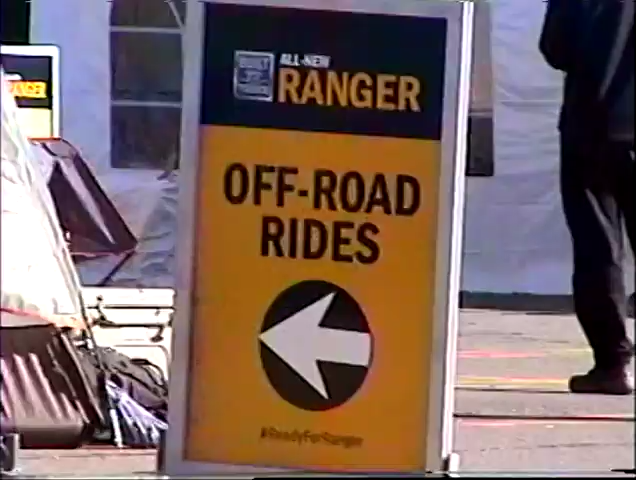 ALL-NEW
RANGER
OFF-ROAD
RIDES
#ReadyForRanger